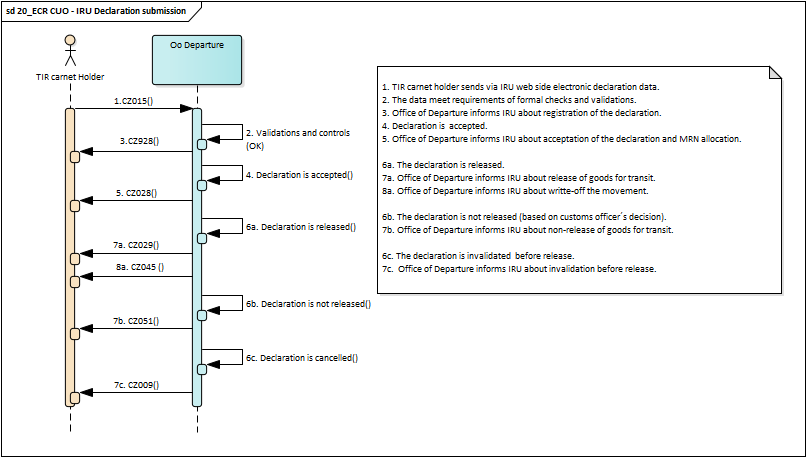 sd 20_ECR CUO - IRU Declaration submission
TIR carnet Holder
Oo Departure
1.CZ015()
2. Validations and controls
(OK)
3.CZ928()
4. Declaration is accepted()
5. CZ028()
6a. Declaration is released()
7a. CZ029()
8a. CZ045 ()
6b. Declaration is not released()
7b. CZ051()
6c. Declaration is cancelled()
7c. CZ009()
1. TIR carnet holder sends via IRU web side electronic declaration data.
2. The data meet requirements of formal checks and validations.
3. Office of Departure informs IRU about registration of the declaration.
4. Declaration is  accepted.
5. Office of Departure informs IRU about acceptation of the declaration and MRN allocation.
6a. The declaration is released.
7a. Office of Departure informs IRU about release of goods for transit.
8a. Office of Departure informs IRU about writte-off the movement.
6b. The declaration is not released (based on customs officer´s decision).
7b. Office of Departure informs IRU about non-release of goods for transit.
6c. The declaration is invalidated  before release.
7c.  Office of Departure informs IRU about invalidation before release.